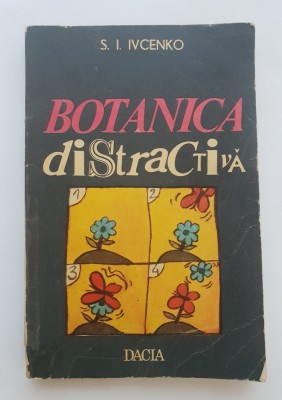 S. I. IVCENKO
BOTANICA
diStraCTiVĂ
1
2
3
4
DACIA